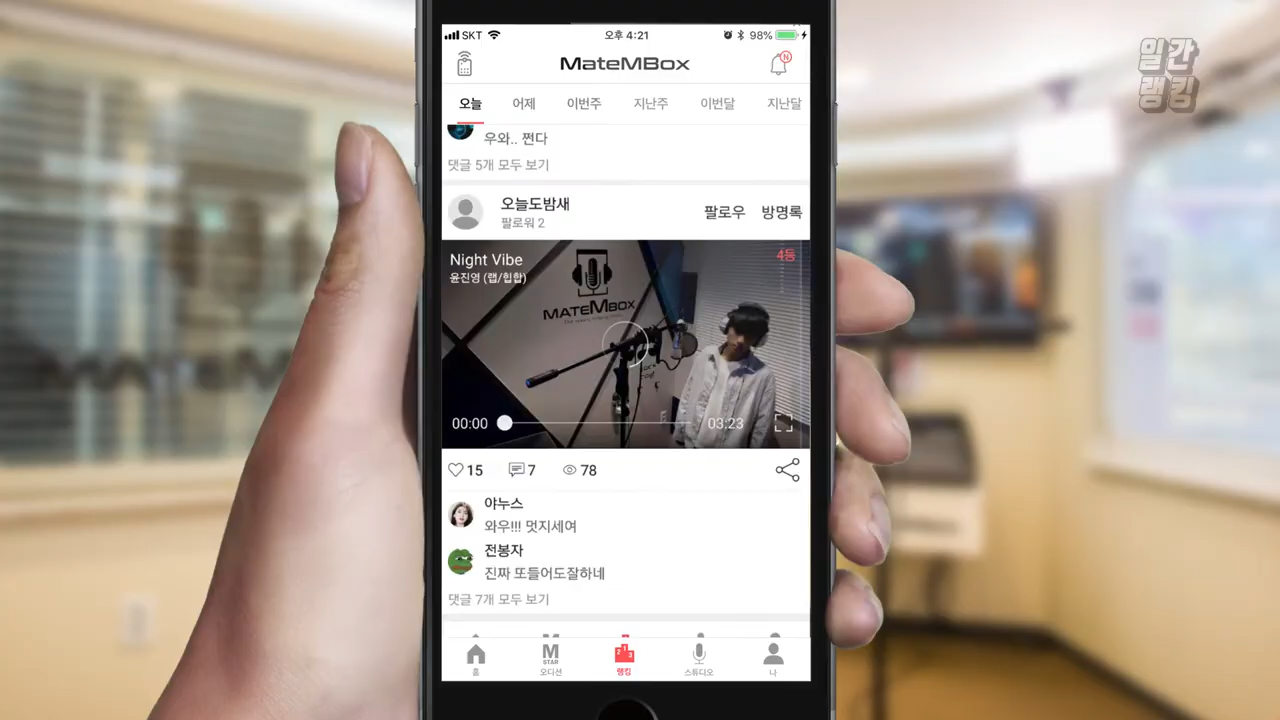 SKT 오후 4:21 98%
일간
랭킹
MateMBox
N
오늘 어제 이번주 지난주 이번달 지난달
우와.. 쩐다
댓글 5개 모두 보기
오늘도밤새
팔로워 2
팔로우 방명록
Night Vibe
4등
윤진영 (랩/힙합)
MATEMBOX
00:00 03:23
15 7 78
야누스
와우!!! 멋지세여
전봉자
진짜 또들어도잘하네
댓글 7개 모두 보기
M
STAR
2 1 3
홈 오디션 랭킹 스튜디오 나